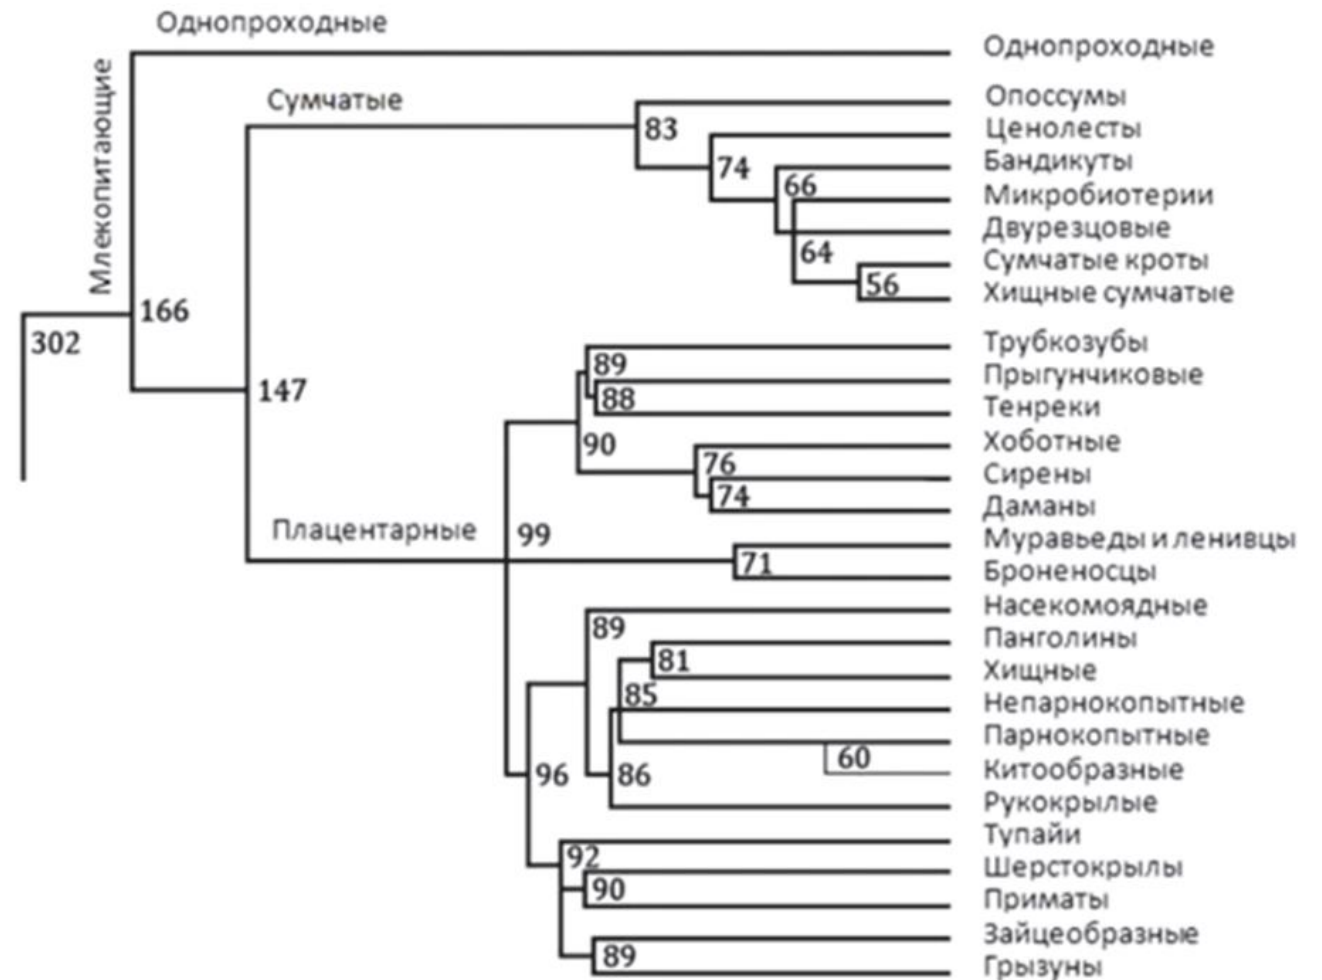 Однопроходные
Однопроходные
Млекопитающие
Сумчатые
Опоссумы
83
Ценолесты
74
Бандикуты
66
Микробиотерии
Двурезцовые
64
Сумчатые кроты
56
Хищные сумчатые
166
302
147
Трубкозубы
89
Прыгунчиковые
88
Тенреки
90
Хоботные
76
Сирены
74
Даманы
Плацентарные
99
Муравьеды и ленивцы
71
Броненосцы
Насекомоядные
89
Панголины
81
Хищные
85
Непарнокопытные
Парнокопытные
60
Китообразные
96
86
Рукокрылые
Тупайи
92
Шерстокрылы
90
Приматы
Зайцеобразные
89
Грызуны